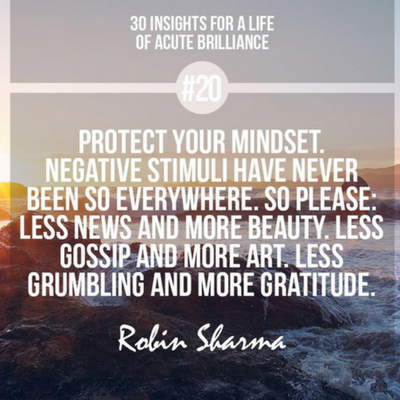 30 INSIGHTS FOR A LIFE
OF ACUTE BRILLIANCE
#20
PROTECT YOUR MINDSET.
NEGATIVE STIMULI HAVE NEVER
BEEN SO EVERYWHERE. SO PLEASE:
LESS NEWS AND MORE BEAUTY. LESS
GOSSIP AND MORE ART. LESS
GRUMBLING AND MORE GRATITUDE.
Robin Sharma